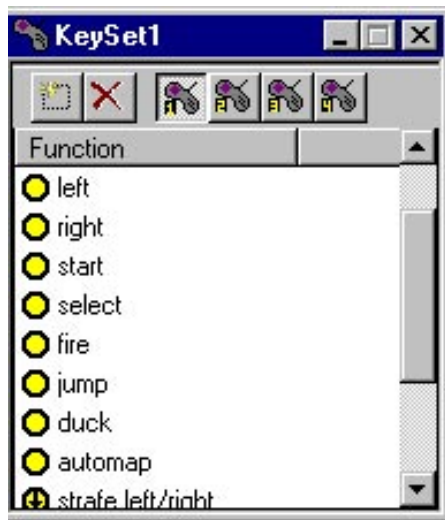 KeySet1
Function
left
right
start
select
fire
jump
duck
automap
strafe left/right